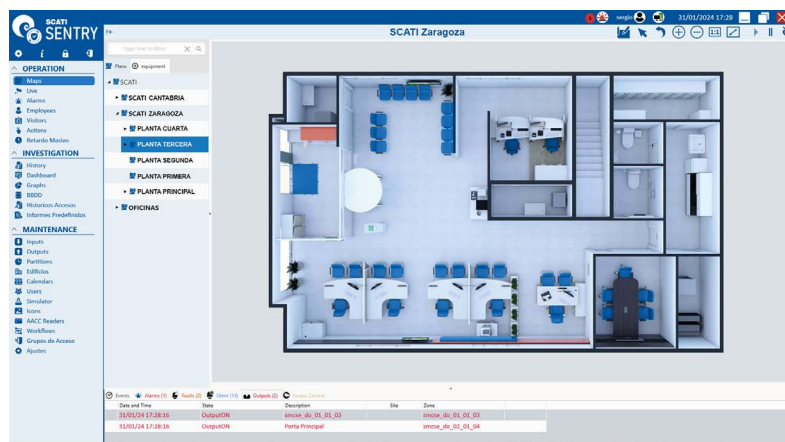 SCATI
SENTRY
sergio
31/01/2024 17:28
SCATI Zaragoza
1:1
Type text to filter
Plans equipment
OPERATION
Maps
Live
Alarms
Employees
Visitors
Actions
Retardo Masivo
INVESTIGATION
History
Dashboard
Graphs
BBDD
Historicos Accesos
Informes Predefinidos
MAINTENANCE
Inputs
Outputs
Partitions
Edificios
Calendars
Users
Simulator
Icons
AACC Readers
Workflows
Grupos de Acceso
Ajustes
SCATI
SCATI CANTABRIA
SCATI ZARAGOZA
PLANTA CUARTA
PLANTA TERCERA
PLANTA SEGUNDA
PLANTA PRIMERA
PLANTA PRINCIPAL
OFICINAS
Events Alarms (1) Faults (2) Silent (14) Outputs (2) Access Control
Date and Time State Description Site Zone
31/01/24 17:28:16 OutputON smcse_do_01_01_03 smcse_do_01_01_03
31/01/24 17:28:16 OutputON Porta Principal smcse_do_02_01_04